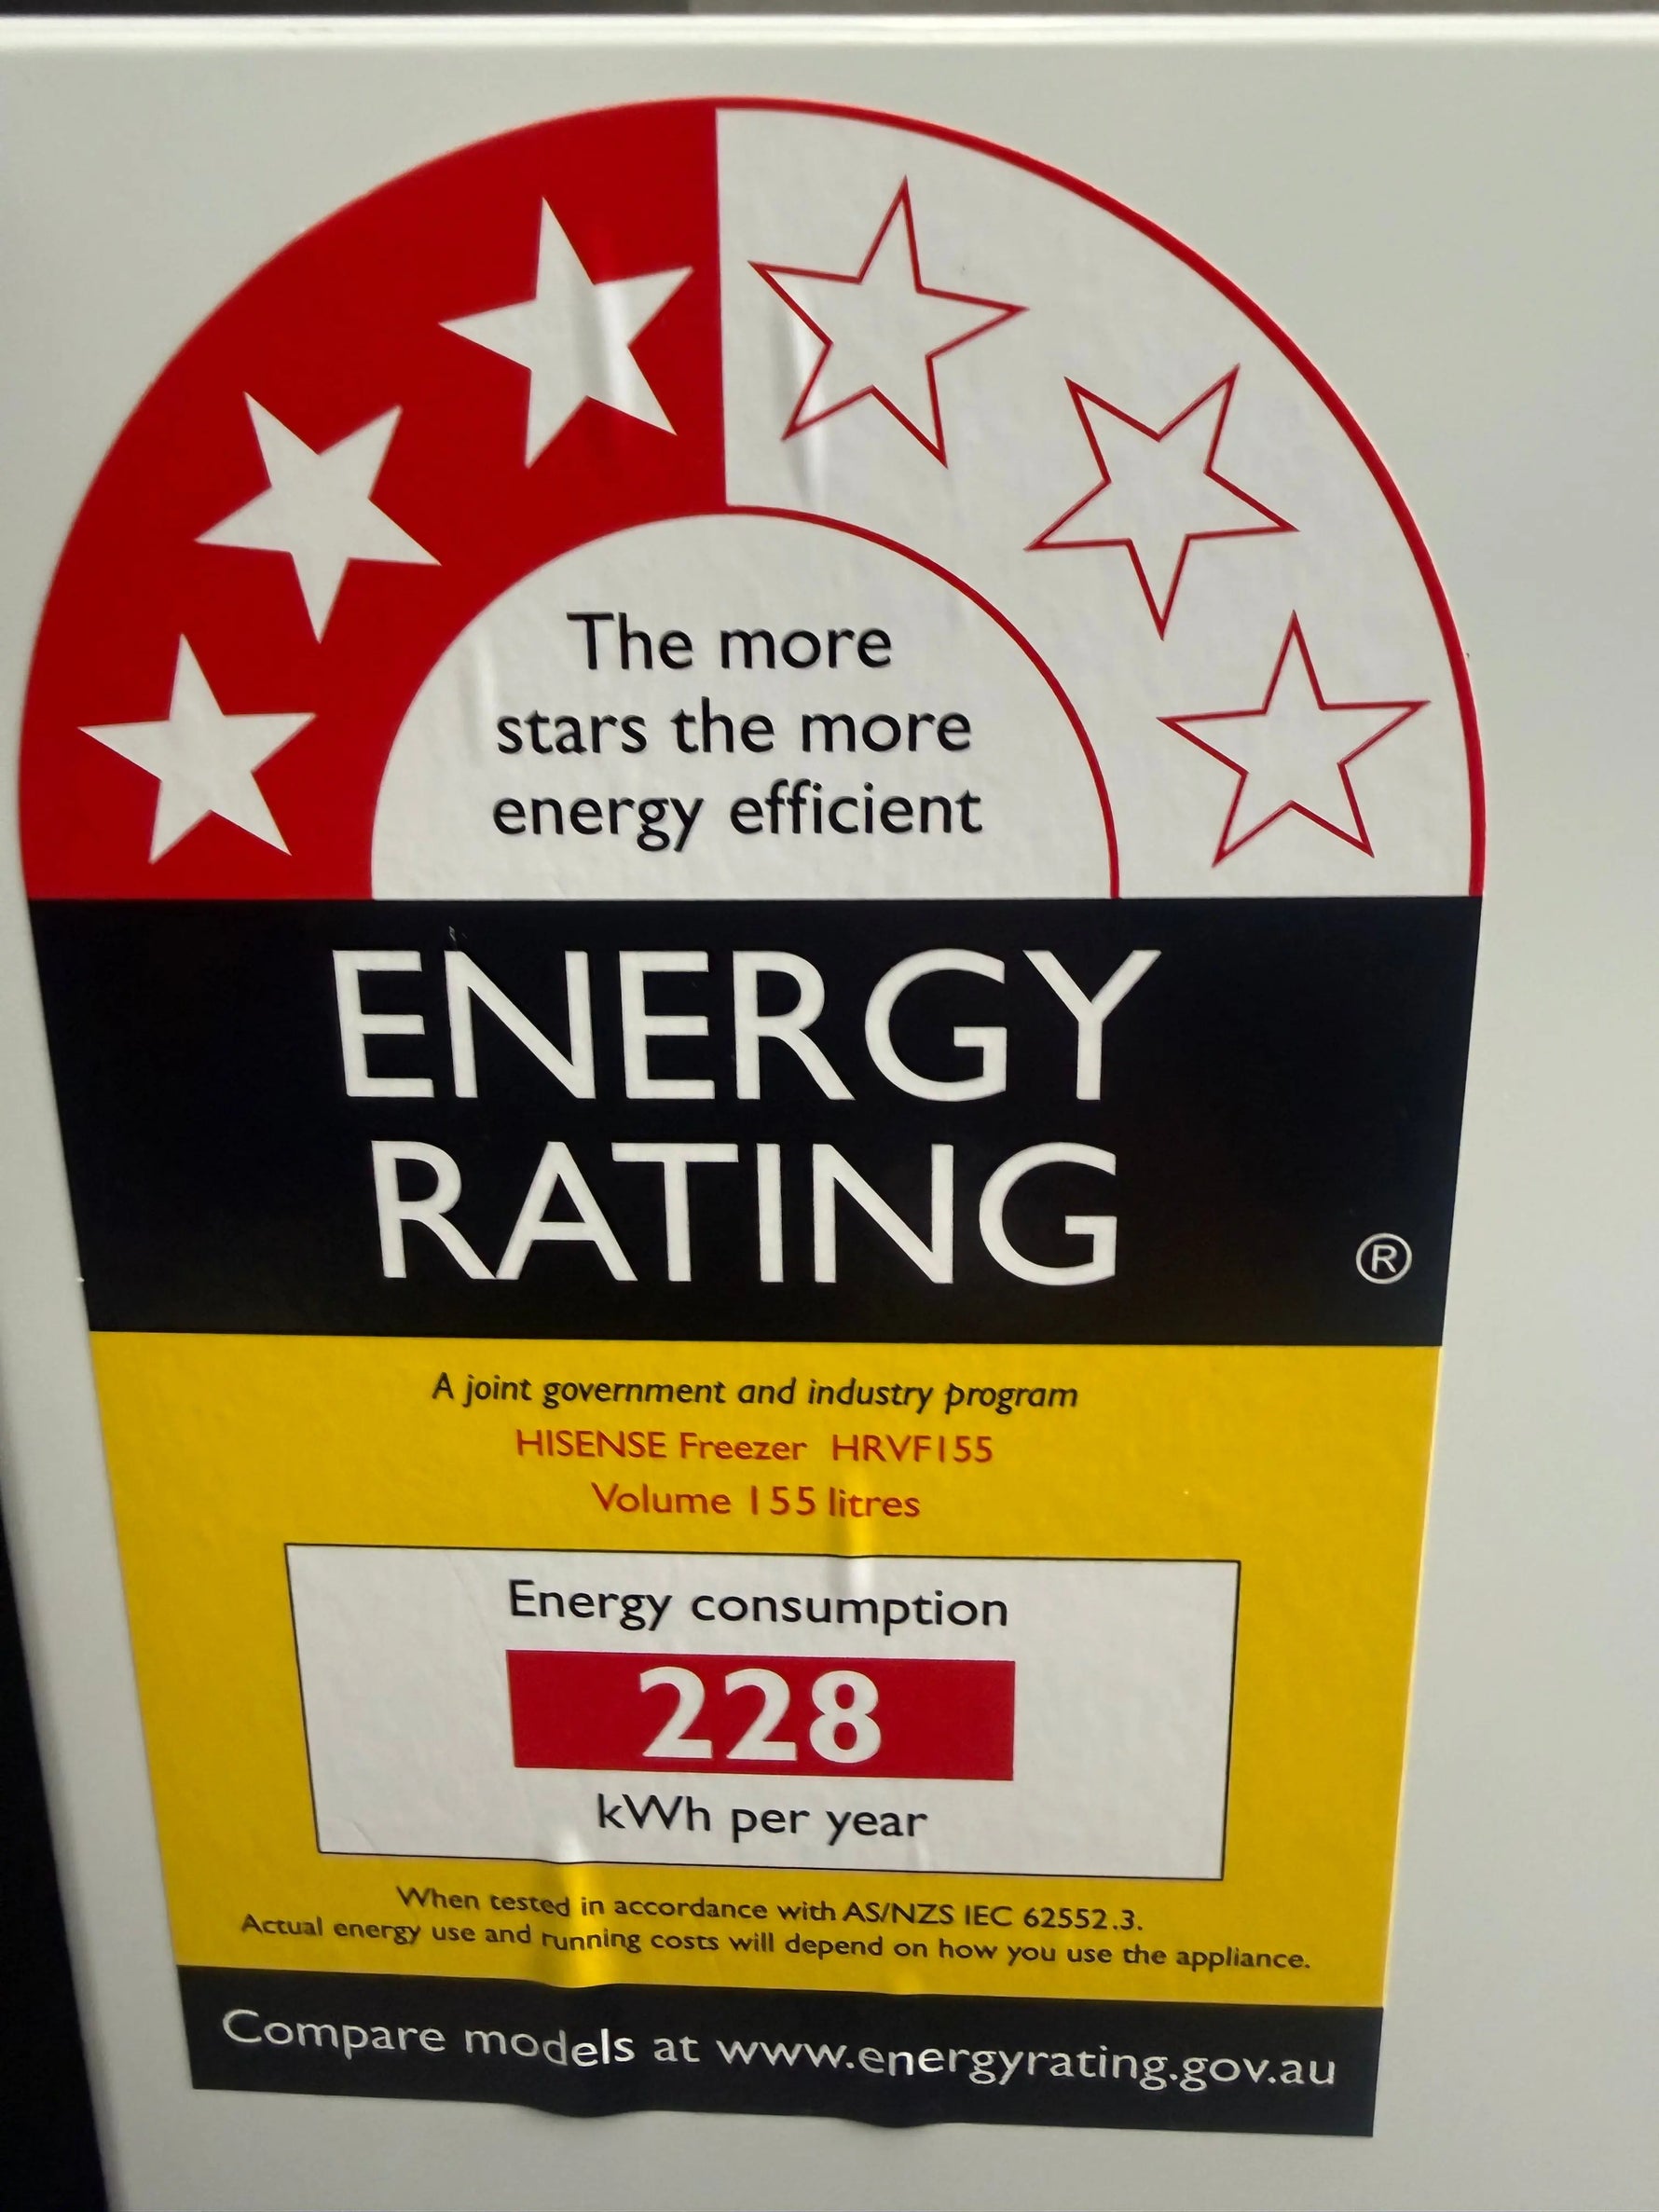 The more
stars the more
energy efficient
ENERGY
RATING
®
A joint government and industry program
HISENSE Freezer HRVF155
Volume 155 litres
Energy consumption
228
kWh per year
When tested in accordance with AS/NZS IEC 62552.3.
Actual energy use and running costs will depend on how you use the appliance.
Compare models at www.energyrating.gov.au